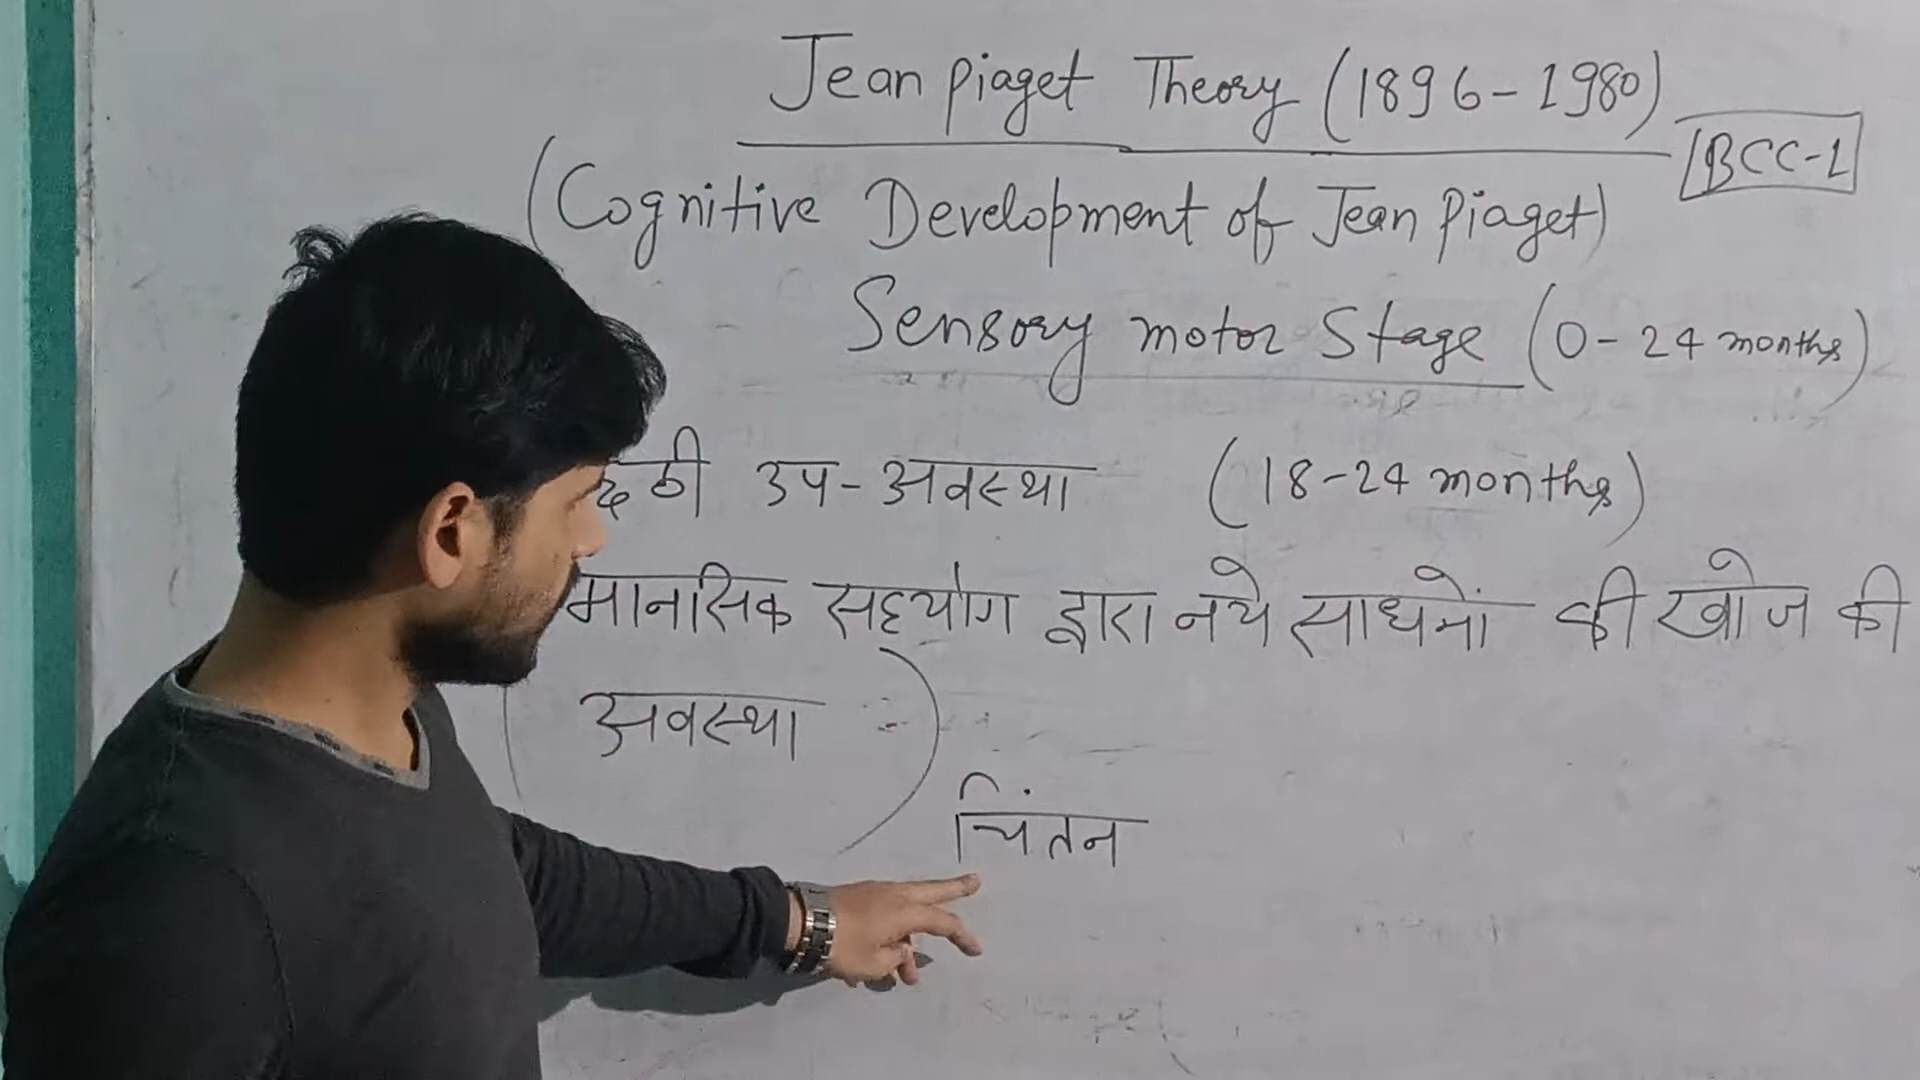 Jean piaget Theory (1896-1980)
BCC-1
(Cognitive Development of Jean Piaget)
Sensory motor Stage (0-24 months)
उप-अवस्था (18-24 months)
मानसिक सहयोग द्वारा नये साधनों की खोज की
अवस्था
चिंतन